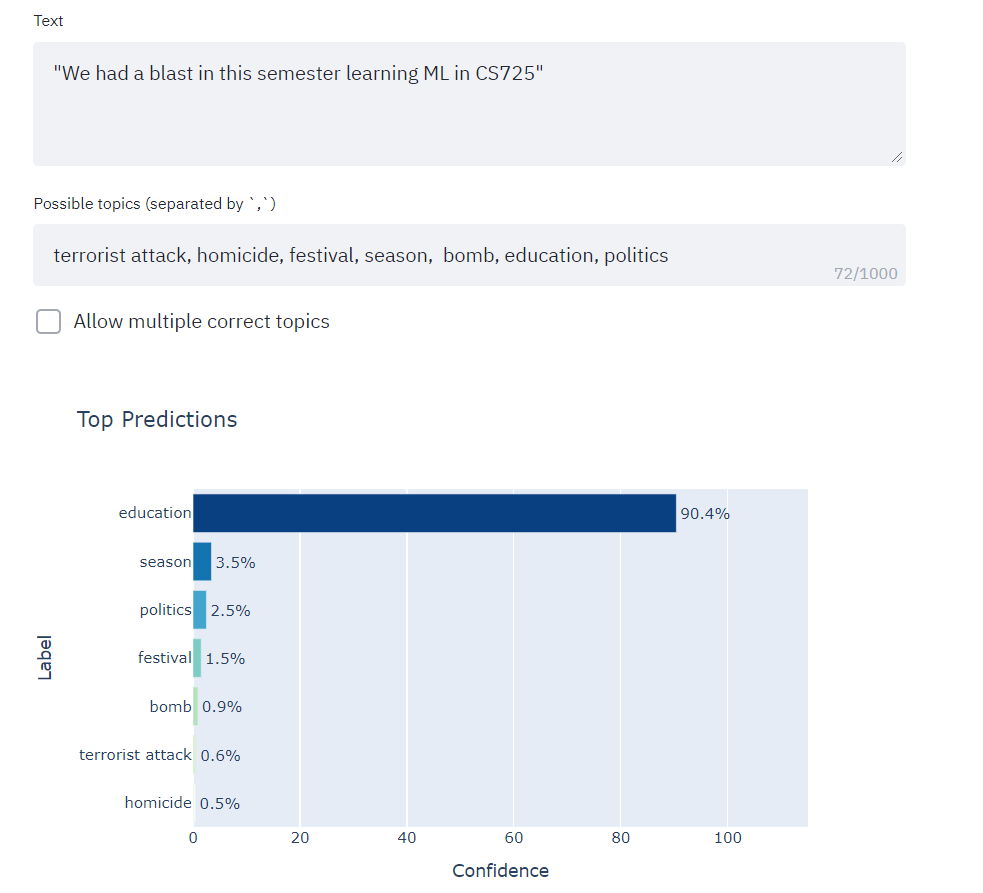 Text
"We had a blast in this semester learning ML in CS725"
Possible topics (separated by `,`)
terrorist attack, homicide, festival, season,  bomb, education, politics
72/1000
Allow multiple correct topics
Top Predictions
education 90.4%
season 3.5%
politics 2.5%
festival 1.5%
bomb 0.9%
terrorist attack 0.6%
homicide 0.5%
Label
0 20 40 60 80 100
Confidence